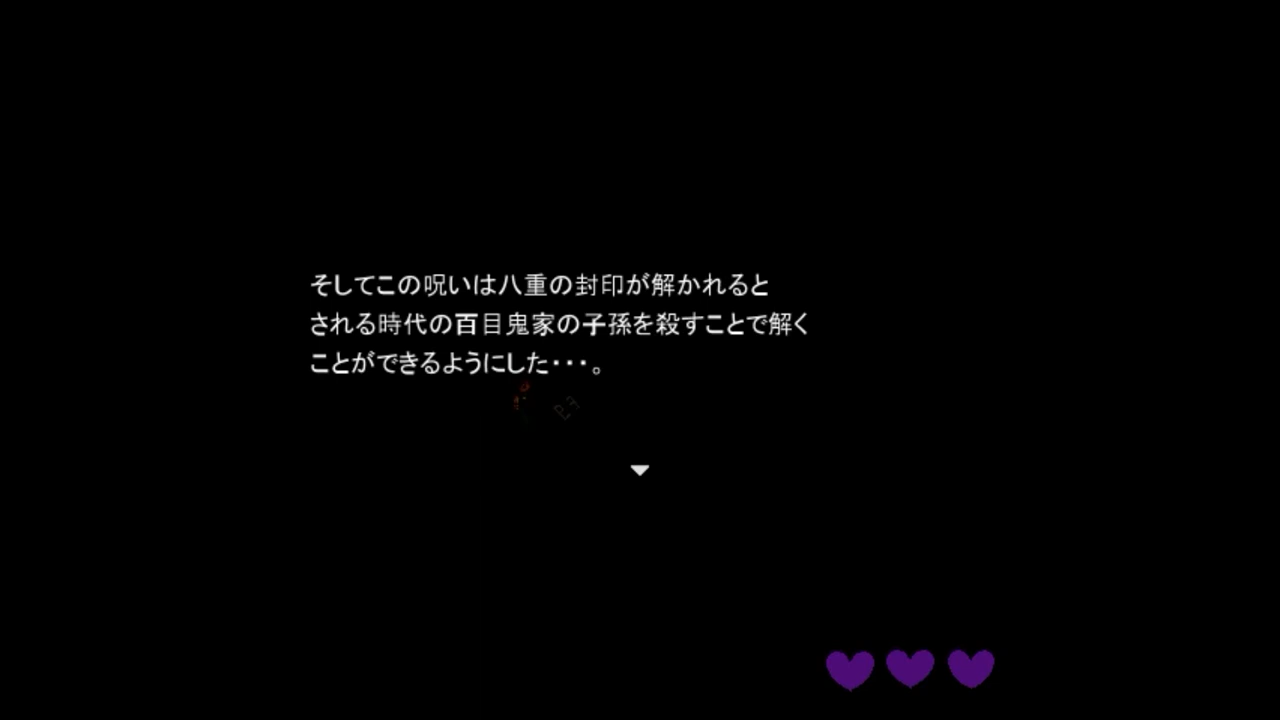 そしてこの呪いは八重の封印が解かれると
される時代の百目鬼家の子孫を殺すことで解く
ことができるようにした・・・。